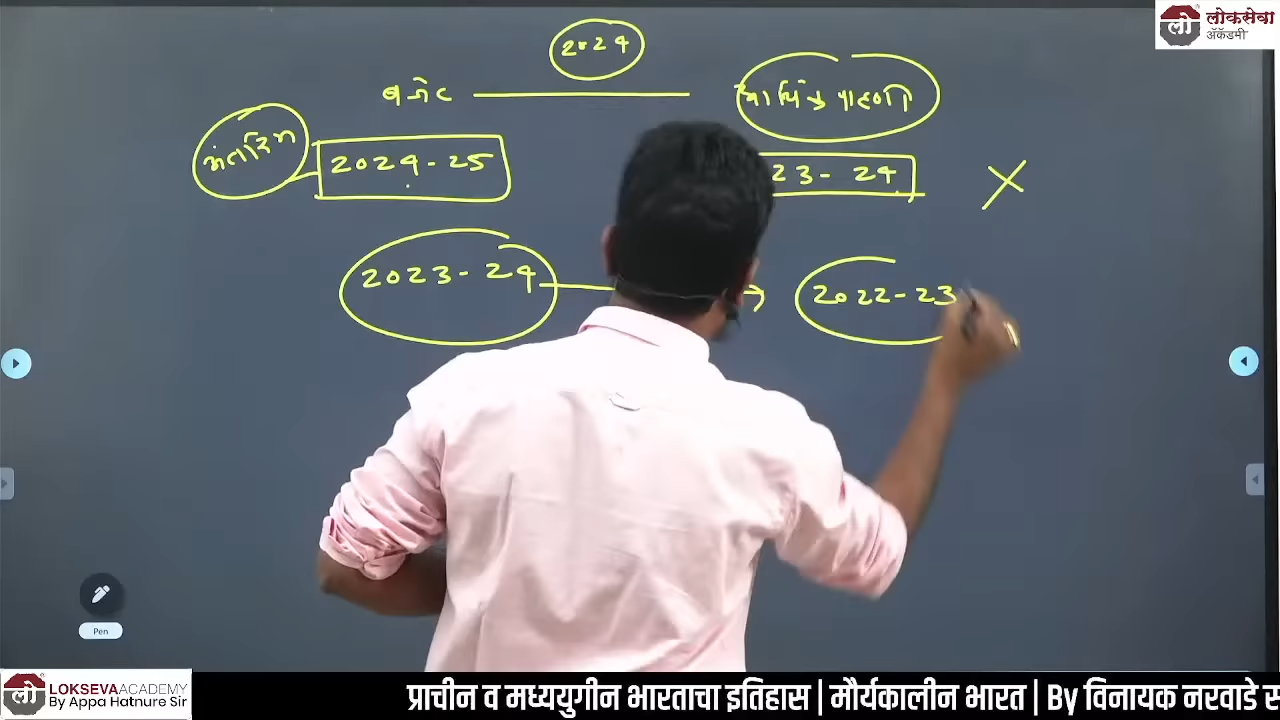 लोकसेवा
अ‍ॅकॅडमी
2024
बजेट
आर्थिक पाहणी
अंतरिम
2024-25
23-24
2023-24
2022-23
Pen
लो
LOKSEVA ACADEMY
By Appa Hatnure Sir
प्राचीन व मध्ययुगीन भारताचा इतिहास | मौर्यकालीन भारत | By विनायक नरवाडे स